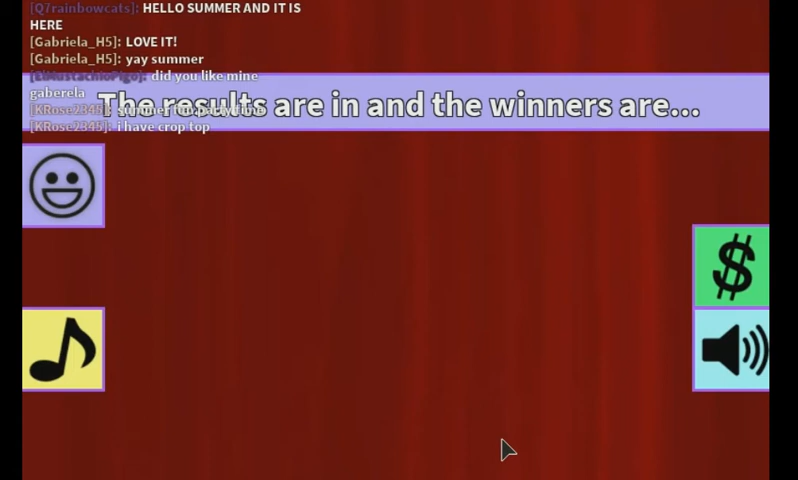 [Q7rainbowcats]: HELLO SUMMER AND IT IS
HERE
[Gabriela_H5]: LOVE IT!
[Gabriela_H5]: yay summer
did you like mine
gaberela
The results are in and the winners are...
[KRose2345]:
[KRose2345]: i have crop top
$